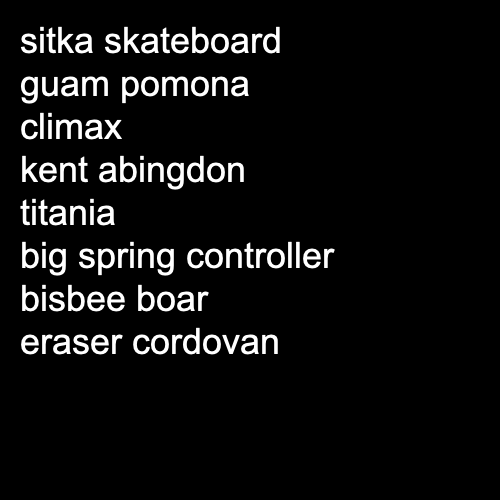 sitka skateboard
guam pomona
climax
kent abingdon
titania
big spring controller
bisbee boar
eraser cordovan